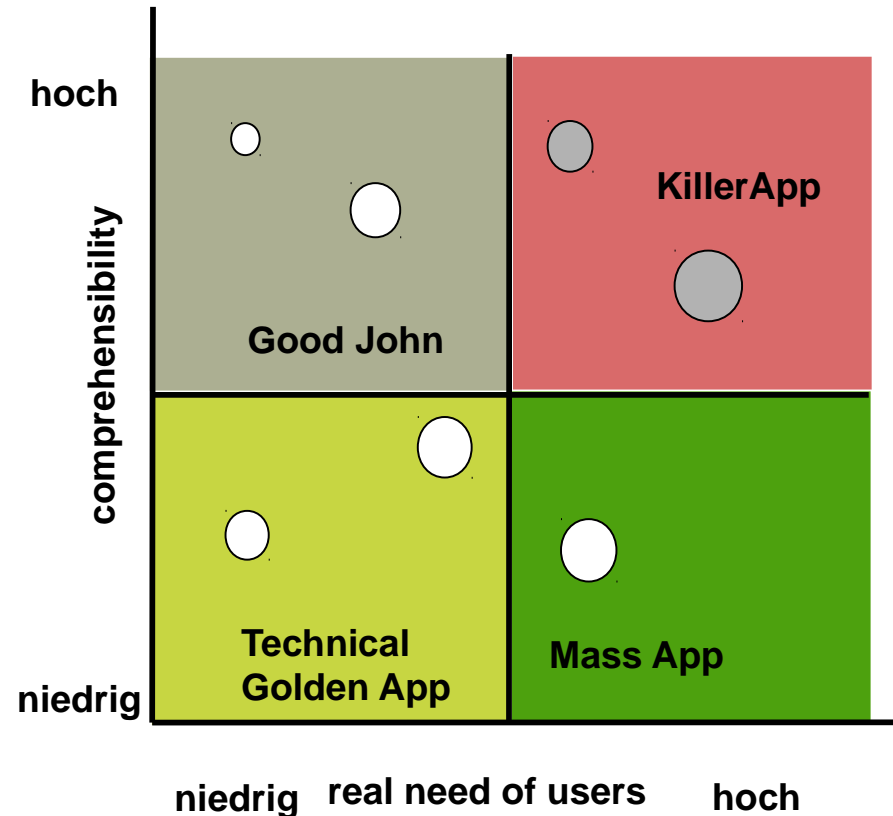 hoch
KillerApp
comprehensibility
Good John
Technical
Golden App
Mass App
niedrig
niedrig real need of users hoch